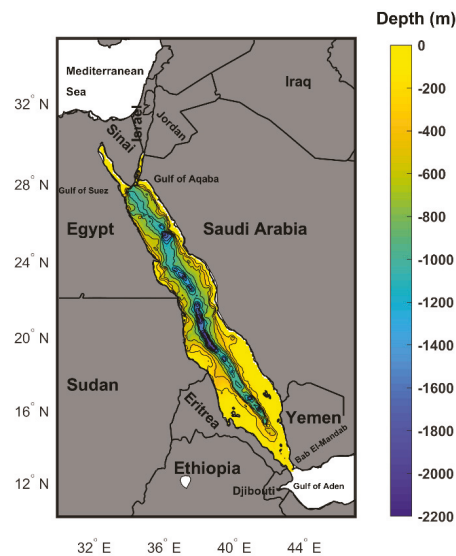 Depth (m)
Mediterranean
Sea
Iraq
Israel
Jordan
Sinai
Gulf of Aqaba
Gulf of Suez
Egypt
Saudi Arabia
Sudan
Eritrea
Yemen
Bab El-Mandab
Ethiopia
Djibouti
Gulf of Aden
32° N
28° N
24° N
20° N
16° N
12° N
32° E
36° E
40° E
44° E
0
-200
-400
-600
-800
-1000
-1200
-1400
-1600
-1800
-2000
-2200